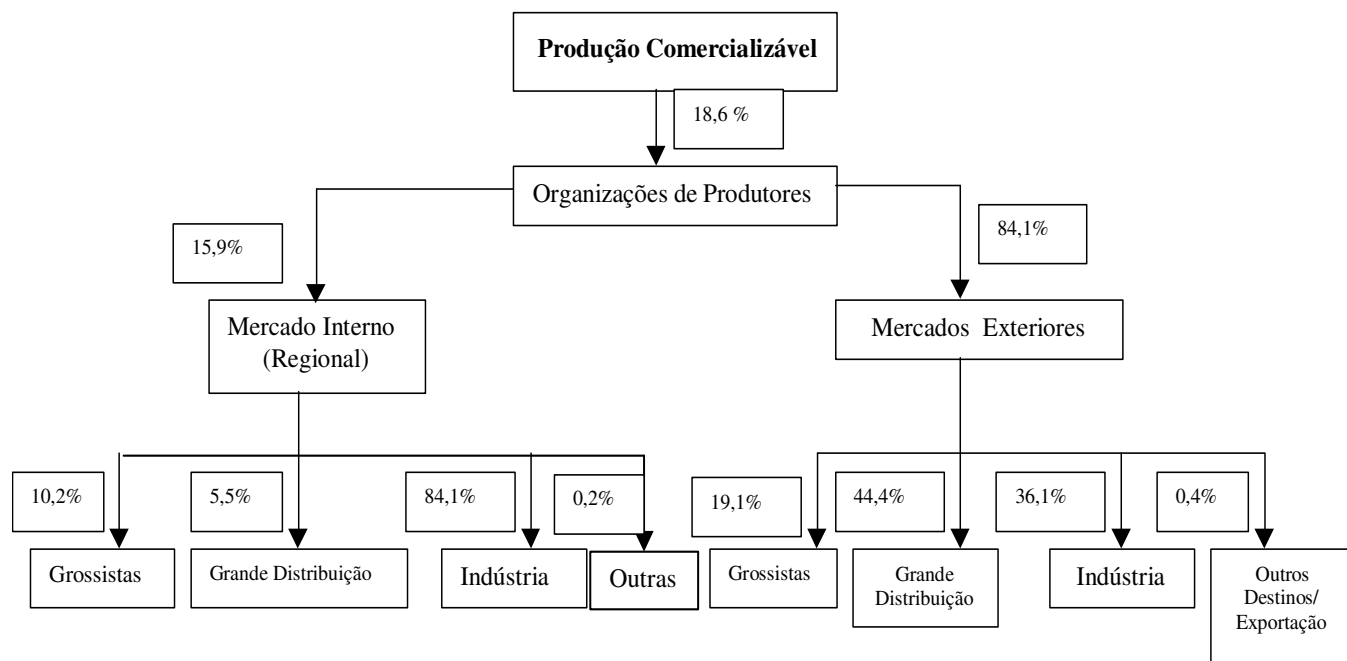 Produção Comercializável
18,6 %
Organizações de Produtores
15,9%
84,1%
Mercado Interno
(Regional)
Mercados Exteriores
10,2%
5,5%
84,1%
0,2%
19,1%
44,4%
36,1%
0,4%
Grossistas
Grande Distribuição
Indústria
Outras
Grossistas
Grande
Distribuição
Indústria
Outros
Destinos/
Exportação